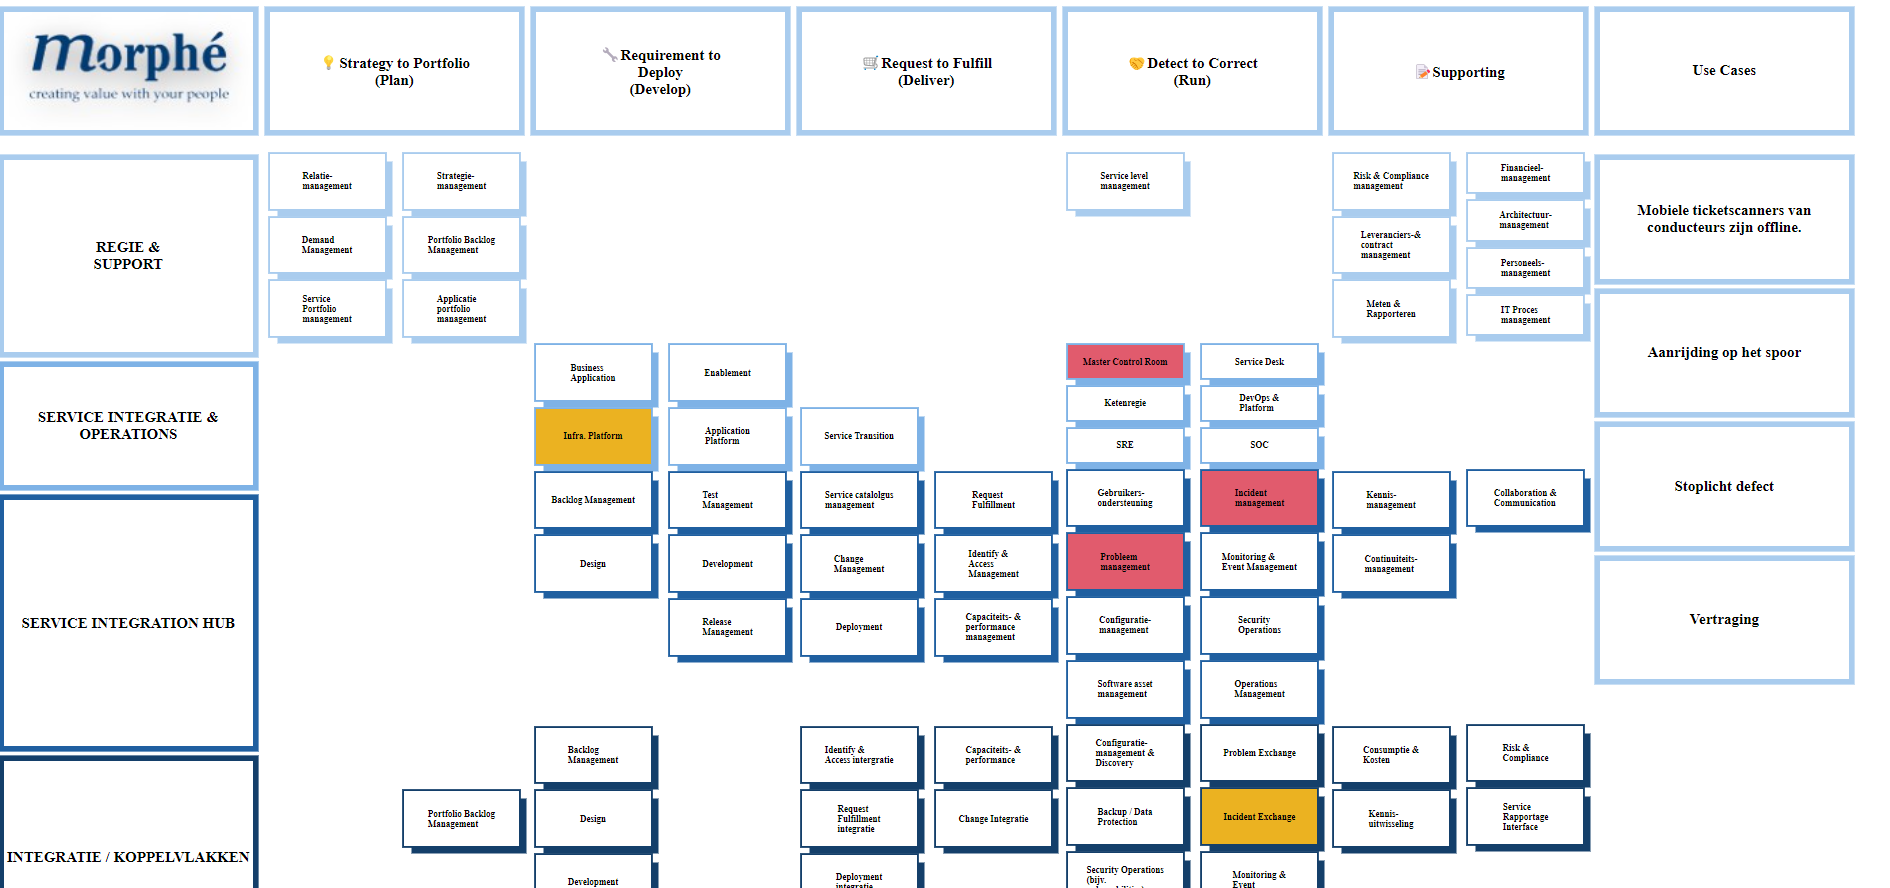 morphé
creating value with your people
Strategy to Portfolio
(Plan)
Requirement to
Deploy
(Develop)
Request to Fulfill
(Deliver)
Detect to Correct
(Run)
Supporting
Use Cases
REGIE &
SUPPORT
Relatie-
management
Strategie-
management
Demand
Management
Portfolio Backlog
Management
Service
Portfolio
management
Applicatie
portfolio
management
Service level
management
Risk & Compliance
management
Financieel-
management
Architectuur-
management
Leveranciers-&
contract
management
Personeels-
management
Meten &
Rapporteren
IT Proces
management
Mobiele ticketscanners van
conducteurs zijn offline.
Aanrijding op het spoor
Stoplicht defect
Vertraging
SERVICE INTEGRATIE &
OPERATIONS
Business
Application
Enablement
Infra. Platform
Application
Platform
Service Transition
Master Control Room
Service Desk
Ketenregie
DevOps &
Platform
SRE
SOC
SERVICE INTEGRATION HUB
Backlog Management
Test
Management
Service catalolgus
management
Request
Fulfillment
Gebruikers-
ondersteuning
Incident
management
Kennis-
management
Collaboration &
Communication
Design
Development
Change
Management
Identify &
Access
Management
Probleem
management
Monitoring &
Event Management
Continuiteits-
management
Release
Management
Deployment
Capaciteits- &
performance
management
Configuratie-
management
Security
Operations
Software asset
management
Operations
Management
INTEGRATIE / KOPPELVLAKKEN
Backlog
Management
Identify &
Access intergratie
Capaciteits- &
performance
Configuratie-
management &
Discovery
Problem Exchange
Consumptie &
Kosten
Risk &
Compliance
Portfolio Backlog
Management
Design
Request
Fulfillment
integratie
Change Integratie
Backup / Data
Protection
Incident Exchange
Kennis-
uitwisseling
Service
Rapportage
Interface
Development
Deployment
integratie
Security Operations
(bijv.
Monitoring &
Event